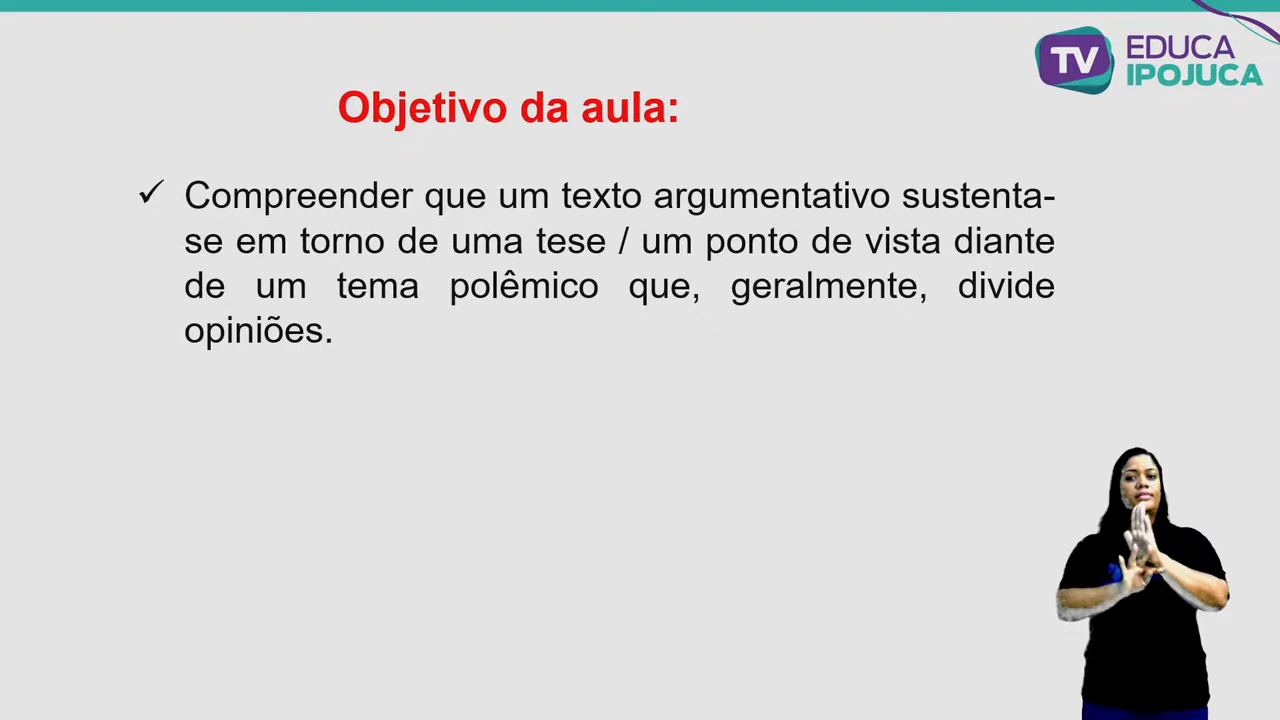 TV EDUCA
IPOJUCA
Objetivo da aula:
✓ Compreender que um texto argumentativo sustenta-
se em torno de uma tese / um ponto de vista diante
de um tema polêmico que, geralmente, divide
opiniões.